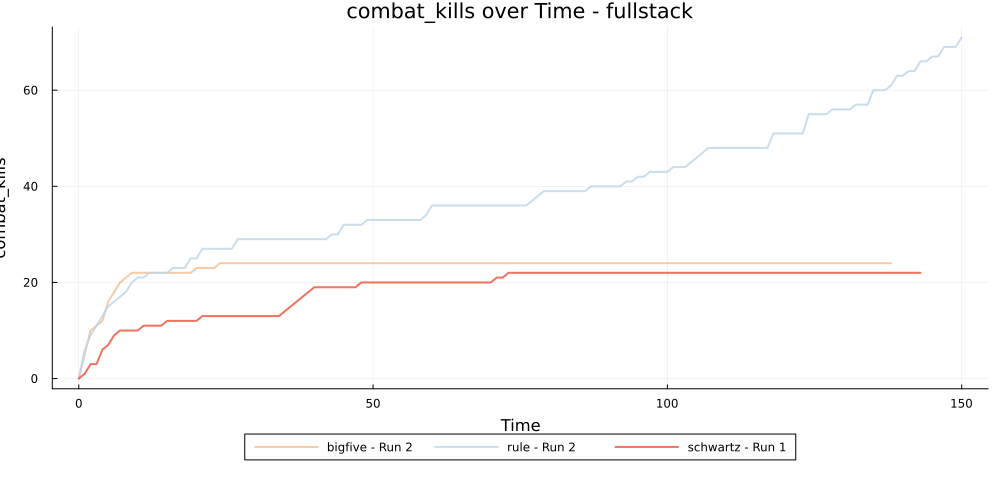 combat_kills over Time - fullstack
combat_kills
60
40
20
0
0 50 100 150
Time
bigfive - Run 2 rule - Run 2 schwartz - Run 1